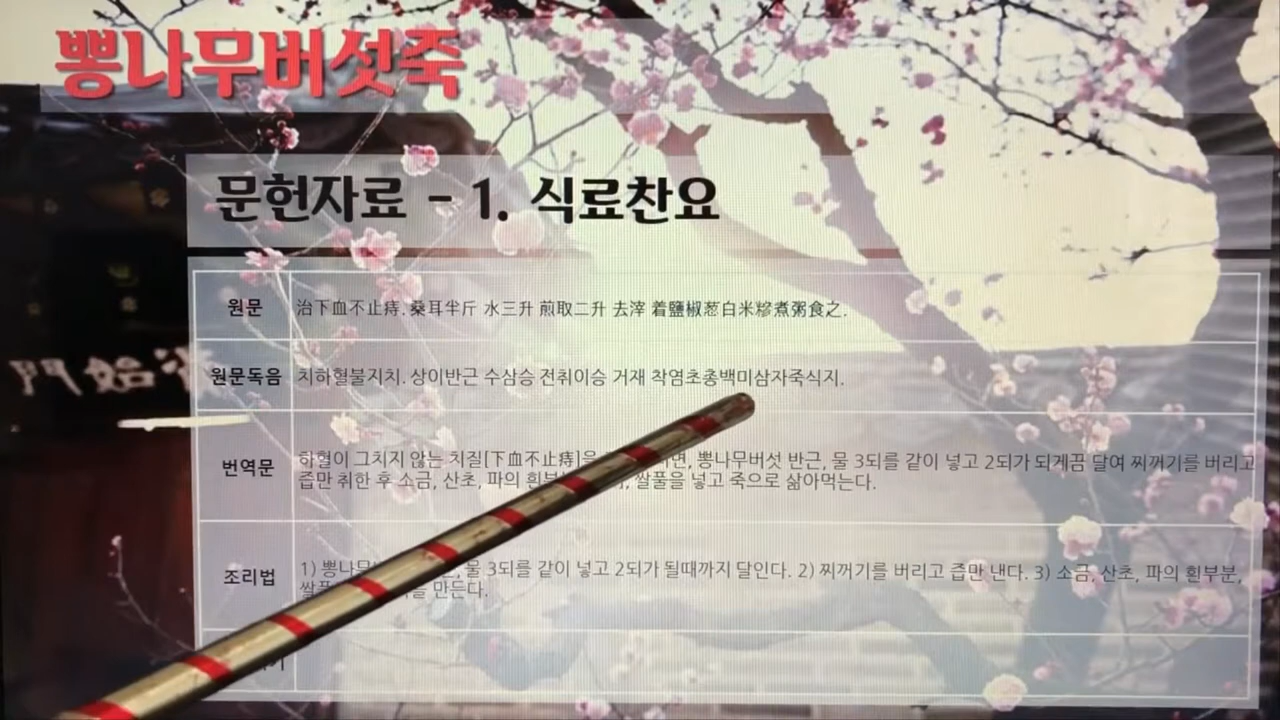 뽕나무버섯죽
문헌자료 - 1. 식료찬요
원문
治下血不止痔. 桑耳半斤 水三升 煎取二升 去滓 着鹽椒葱白米糝煮粥食之.
원문독음
치하혈불지치. 상이반근 수삼승 전취이승 거재 착염초총백미삼자죽식지.
번역문
하혈이 그치지 않는 치질[下血不止痔]을 뽕나무버섯 반근, 물 3되를 같이 넣고 2되가 되게끔 달여 찌꺼기를 버리고
즙만 취한 후 소금, 산초, 파의 쌀풀을 넣고 죽으로 삶아먹는다.
조리법
1) 물 3되를 같이 넣고 2되가 될때까지 달인다. 2) 찌꺼기를 버리고 즙만 낸다. 3) 소금, 산초, 파의 흰부분,
만든다.
門 始